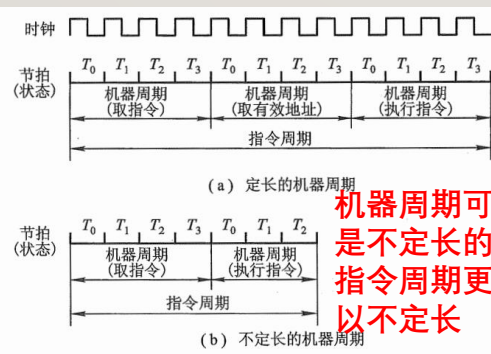 时钟
节拍
(状态)
T0 T1 T2 T3 T0 T1 T2 T3 T0 T1 T2 T3
机器周期 机器周期 机器周期
(取指令) (取有效地址) (执行指令)
指令周期
(a) 定长的机器周期
节拍
(状态)
T0 T1 T2 T3 T0 T1 T2
机器周期 机器周期
(取指令) (执行指令)
指令周期
(b) 不定长的机器周期
机器周期可
是不定长的
指令周期更
以不定长